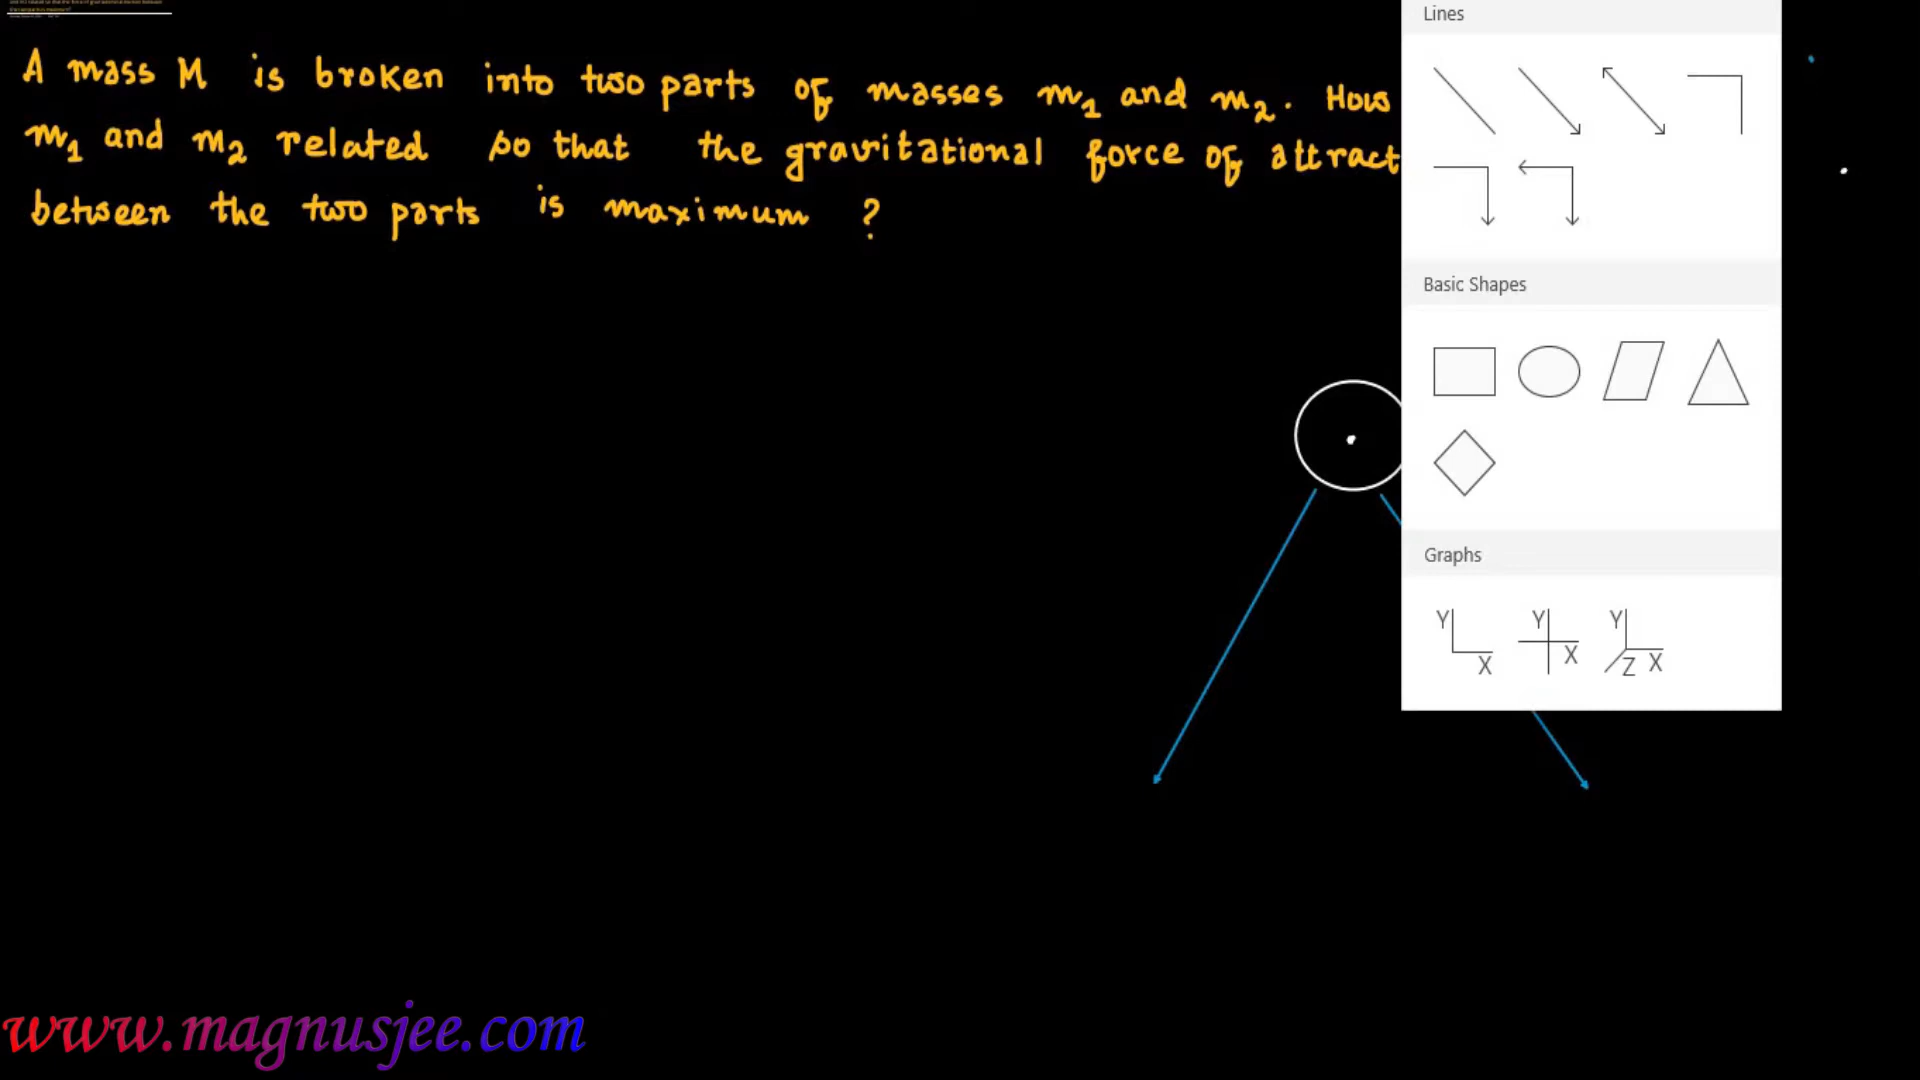 A mass M is broken into two parts of masses m₁ and m₂. How
m₁ and m₂ related so that the gravitational force of attract
between the two parts is maximum ?
Lines
Basic Shapes
Graphs
Y X Y X Y Z X
www.magnusjee.com